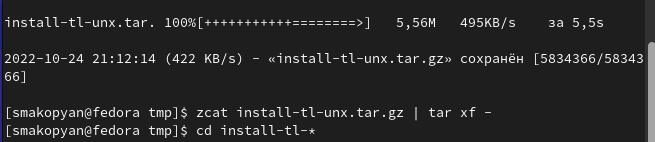 install-tl-unx.tar. 100%[+++++++++++========>]   5,56M   495KB/s    за 5,5s
2022-10-24 21:12:14 (422 KB/s) - «install-tl-unx.tar.gz» сохранён [5834366/58343
66]
[smakopyan@fedora tmp]$ zcat install-tl-unx.tar.gz | tar xf -
[smakopyan@fedora tmp]$ cd install-tl-*